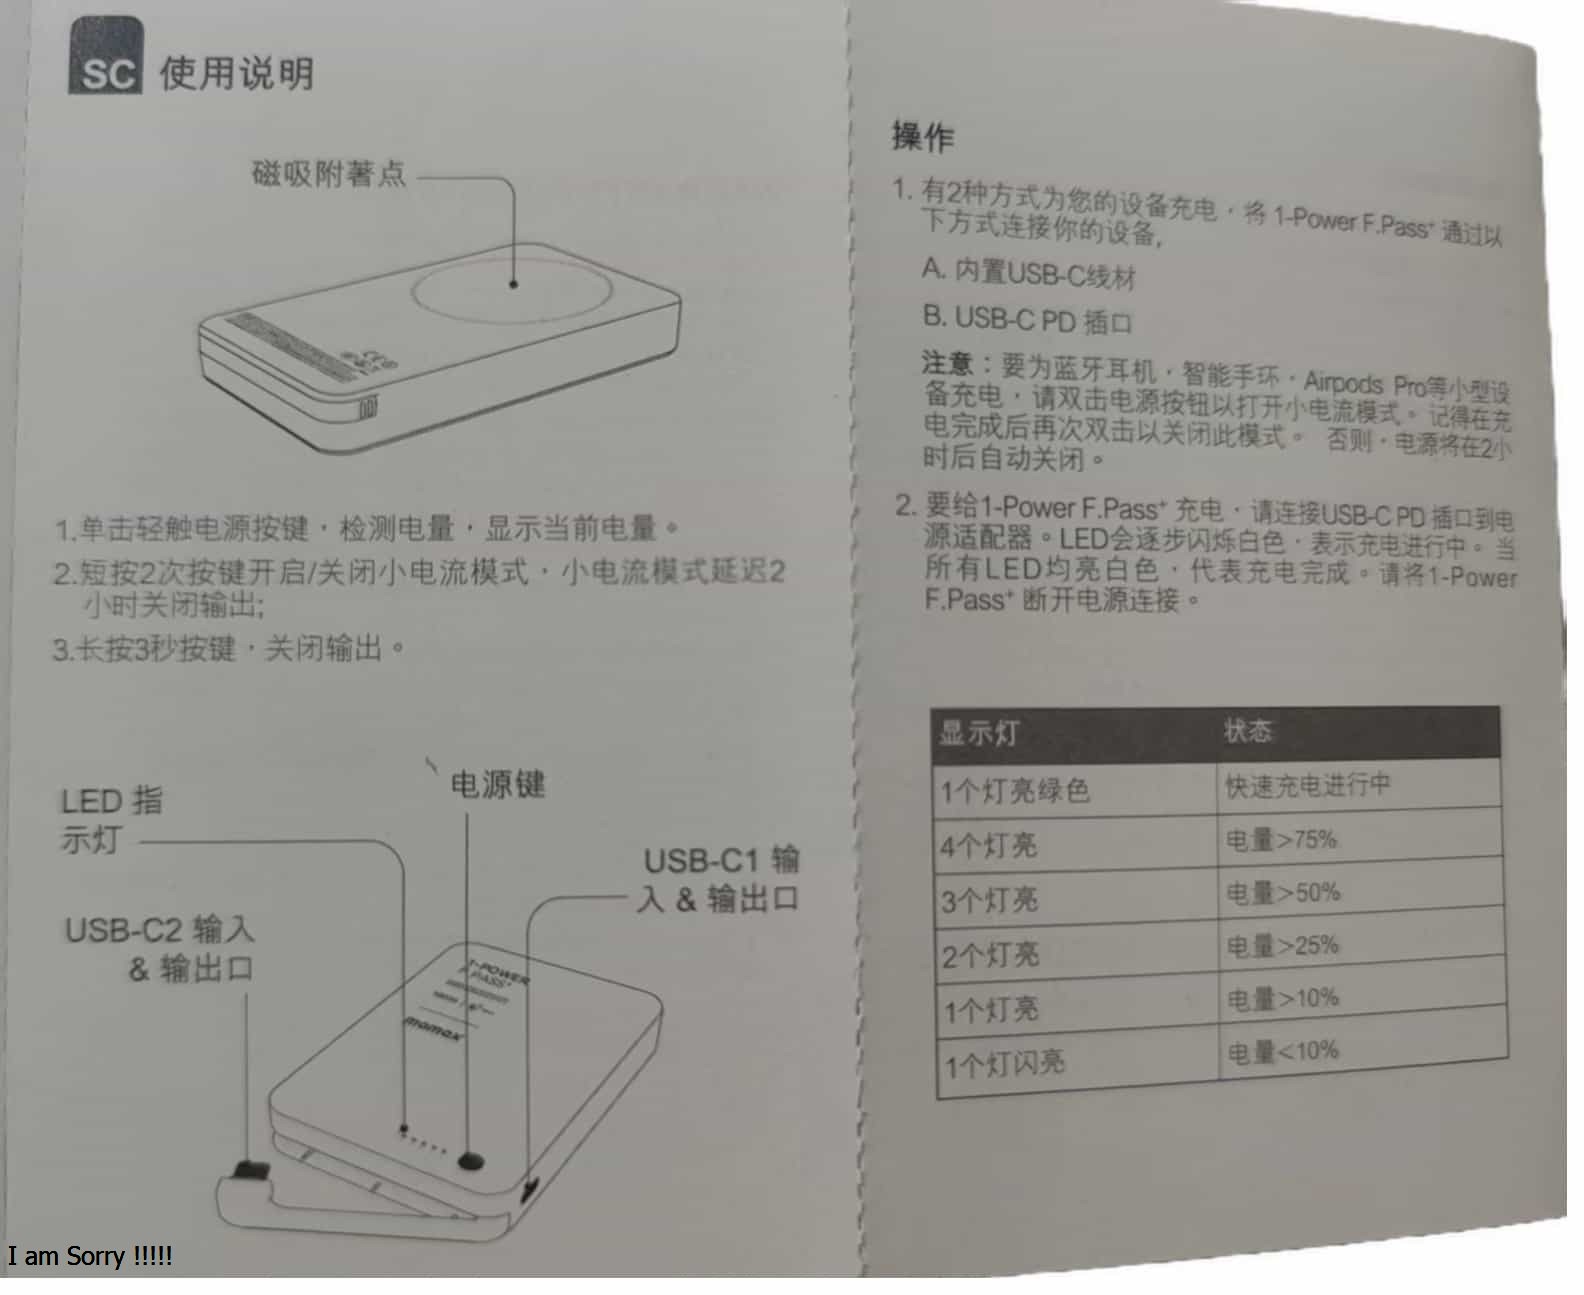 SC 使用说明
磁吸附著点
1.单击轻触电源按键，检测电量，显示当前电量。
2.短按2次按键开启/关闭小电流模式，小电流模式延迟2
小时关闭输出;
3.长按3秒按键，关闭输出。
LED 指
示灯
电源键
USB-C1 输
入 & 输出口
USB-C2 输入
& 输出口
1-POWER
F.PASS+
momax
操作
1. 有2种方式为您的设备充电，将 1-Power F.Pass+ 通过以
下方式连接你的设备,
A. 内置USB-C线材
B. USB-C PD 插口
注意：要为蓝牙耳机，智能手环，Airpods Pro等小型设
备充电，请双击电源按钮以打开小电流模式。记得在充
电完成后再次双击以关闭此模式。 否则，电源将在2小
时后自动关闭。
2. 要给1-Power F.Pass+ 充电，请连接USB-C PD 插口到电
源适配器。LED会逐步闪烁白色，表示充电进行中。当
所有LED均亮白色，代表充电完成。请将1-Power
F.Pass+ 断开电源连接。
显示灯 状态
1个灯亮绿色 快速充电进行中
4个灯亮 电量>75%
3个灯亮 电量>50%
2个灯亮 电量>25%
1个灯亮 电量>10%
1个灯闪亮 电量<10%
I am Sorry !!!!!